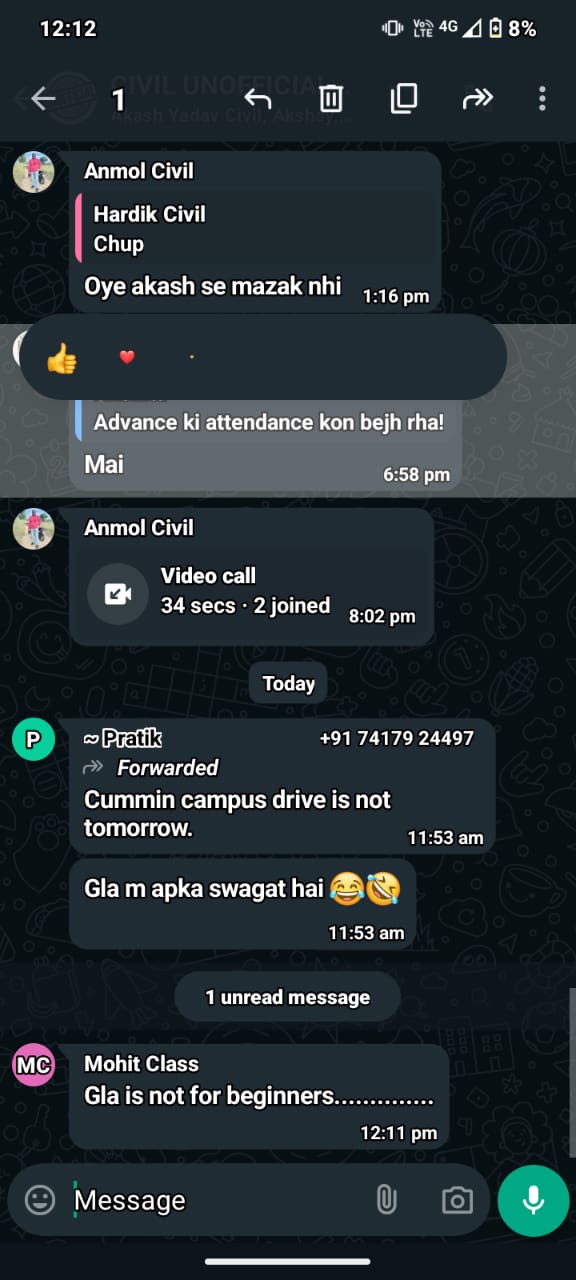 12:12
Vo)) LTE 4G 8%
CIVIL UNOFFICIAL
1
Akash Yadav Civil, Akshay,...
Anmol Civil
Hardik Civil
Chup
Oye akash se mazak nhi
1:16 pm
Advance ki attendance kon bejh rha!
Mai
6:58 pm
Anmol Civil
Video call
34 secs · 2 joined
8:02 pm
Today
P
~ Pratik +91 74179 24497
Forwarded
Cummin campus drive is not
tomorrow.
11:53 am
Gla m apka swagat hai 😂🤣
11:53 am
1 unread message
MC
Mohit Class
Gla is not for beginners..............
12:11 pm
Message